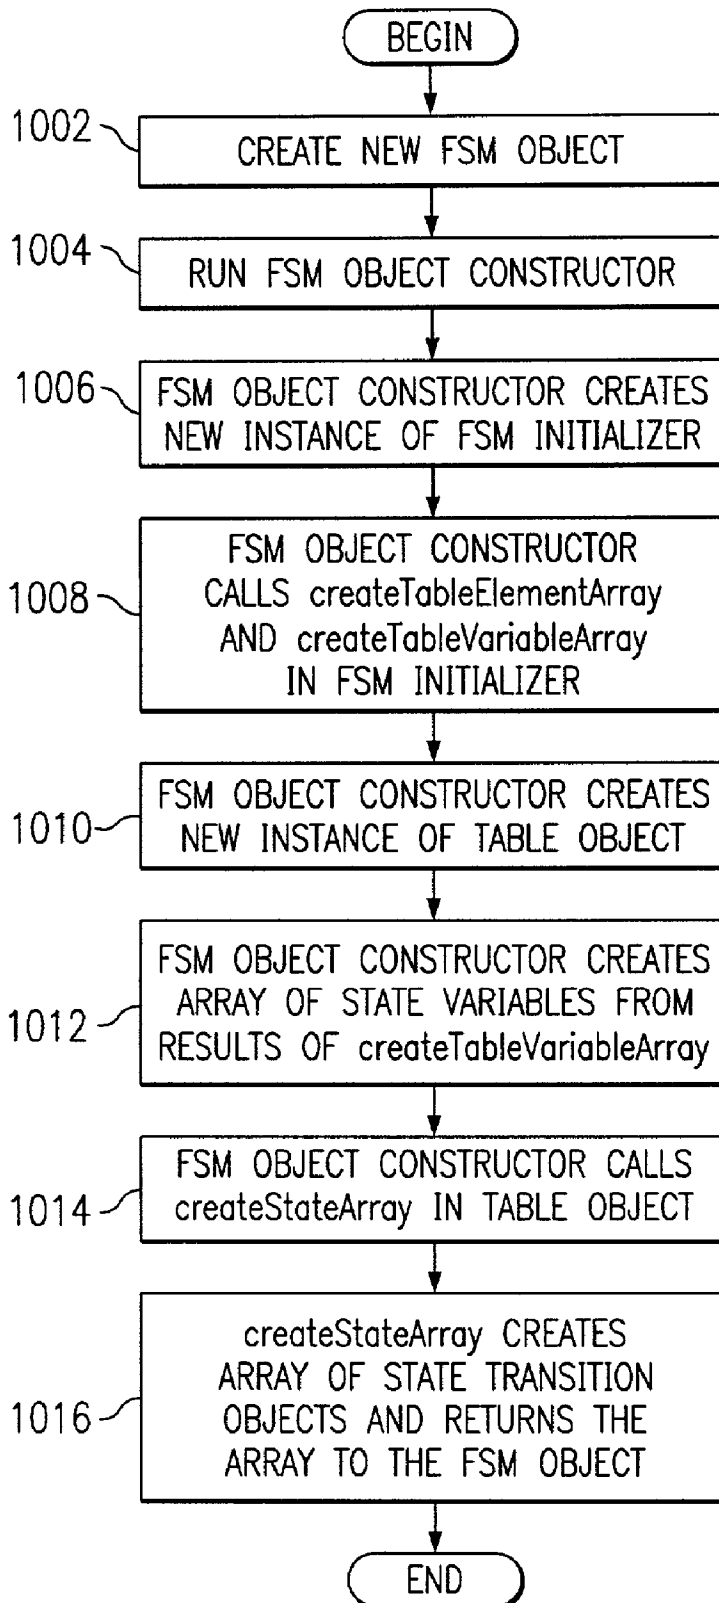 BEGIN
1002
CREATE NEW FSM OBJECT
1004
RUN FSM OBJECT CONSTRUCTOR
1006
FSM OBJECT CONSTRUCTOR CREATES
NEW INSTANCE OF FSM INITIALIZER
1008
FSM OBJECT CONSTRUCTOR
CALLS createTableElementArray
AND createTableVariableArray
IN FSM INITIALIZER
1010
FSM OBJECT CONSTRUCTOR CREATES
NEW INSTANCE OF TABLE OBJECT
1012
FSM OBJECT CONSTRUCTOR CREATES
ARRAY OF STATE VARIABLES FROM
RESULTS OF createTableVariableArray
1014
FSM OBJECT CONSTRUCTOR CALLS
createStateArray IN TABLE OBJECT
1016
createStateArray CREATES
ARRAY OF STATE TRANSITION
OBJECTS AND RETURNS THE
ARRAY TO THE FSM OBJECT
END